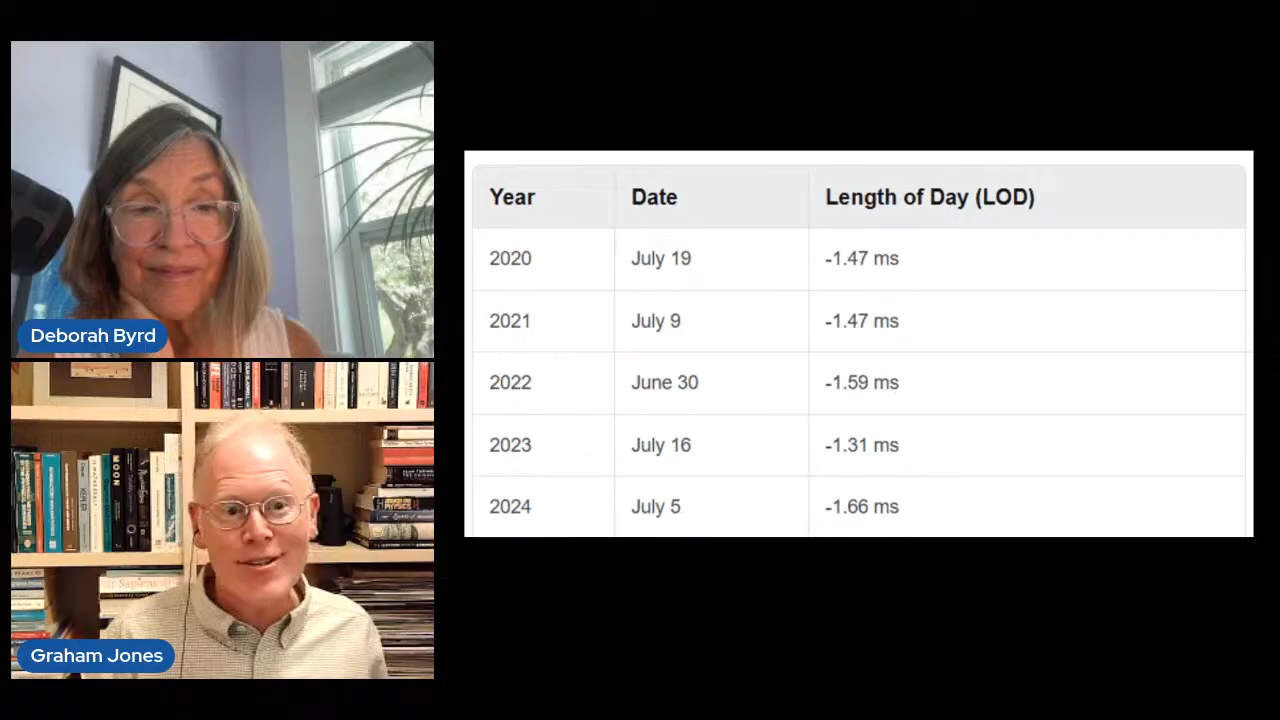 Deborah Byrd
MOON
KEPLER
Graham Jones
Year Date Length of Day (LOD)
2020 July 19 -1.47 ms
2021 July 9 -1.47 ms
2022 June 30 -1.59 ms
2023 July 16 -1.31 ms
2024 July 5 -1.66 ms